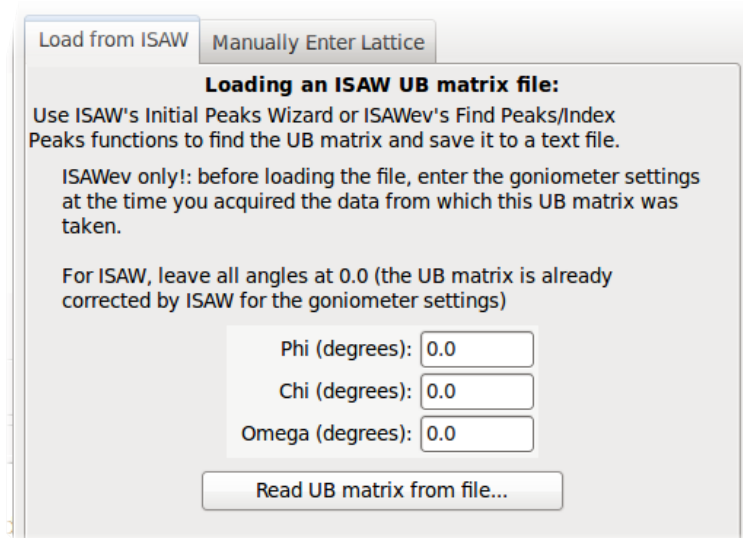 Load from ISAW
Manually Enter Lattice
Loading an ISAW UB matrix file:
Use ISAW's Initial Peaks Wizard or ISAWev's Find Peaks/Index
Peaks functions to find the UB matrix and save it to a text file.
ISAWev only!: before loading the file, enter the goniometer settings
at the time you acquired the data from which this UB matrix was
taken.
For ISAW, leave all angles at 0.0 (the UB matrix is already
corrected by ISAW for the goniometer settings)
Phi (degrees): 0.0
Chi (degrees): 0.0
Omega (degrees): 0.0
Read UB matrix from file...